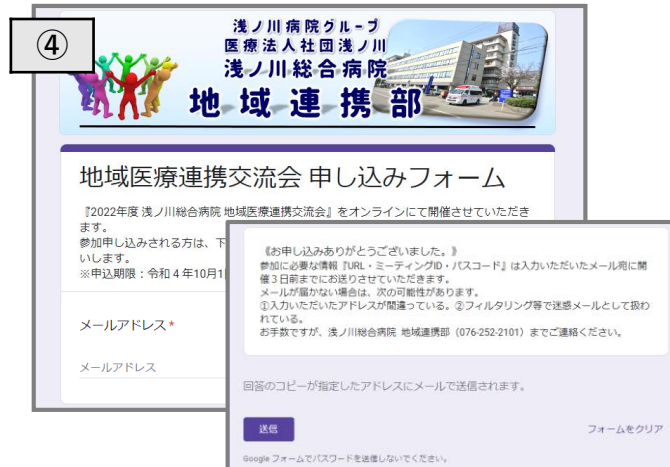 ④
浅ノ川病院グループ
医療法人社団浅ノ川
浅ノ川総合病院
地域連携部
地域医療連携交流会 申し込みフォーム
『2022年度 浅ノ川総合病院 地域医療連携交流会』をオンラインにて開催させていただき
ます。
参加申し込みされる方は、下
いします。
※申込期限：令和４年10月1
メールアドレス *
メールアドレス
《お申し込みありがとうございました。》
参加に必要な情報『URL・ミーティングID・パスコード』は入力いただいたメール宛に開
催３日前までにお送りさせていただきます。
メールが届かない場合は、次の可能性があります。
①入力いただいたアドレスが間違っている。②フィルタリング等で迷惑メールとして扱わ
れている。
お手数ですが、浅ノ川総合病院 地域連携部（076-252-2101）までご連絡ください。
回答のコピーが指定したアドレスにメールで送信されます。
送信
フォームをクリア
Google フォームでパスワードを送信しないでください。